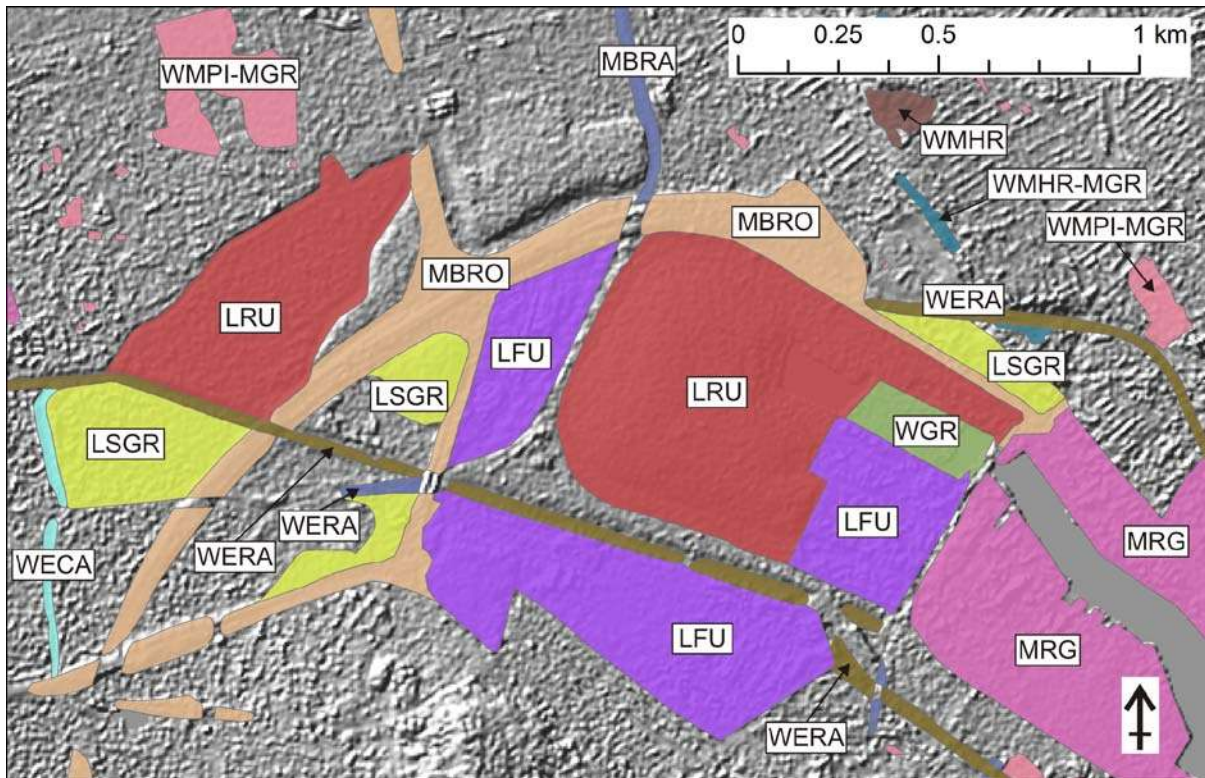 0 0.25 0.5 1 km
WMPI-MGR
MBRA
WMHR
WMHR-MGR
WMPI-MGR
MBRO
MBRO
WERA
LRU
LSGR
LFU
LSGR
LRU
WGR
LSGR
LFU
WERA
WERA
WECA
MRG
LFU
MRG
WERA